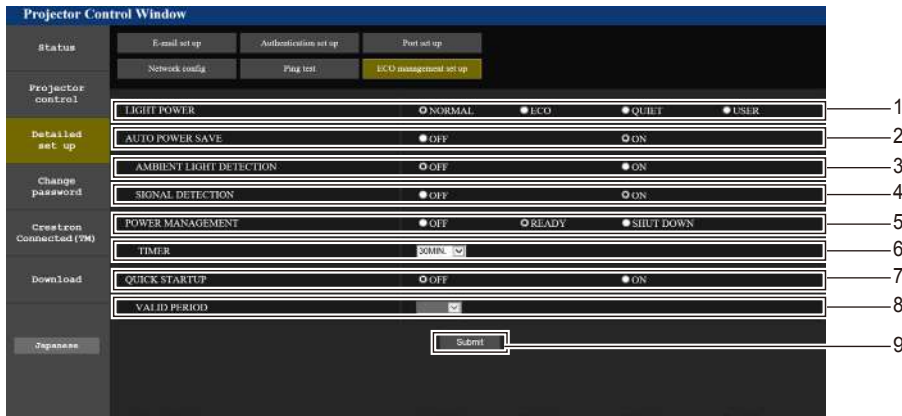 Projector Control Window
Status
E-mail set up Authentication set up Port set up
Network config Ping test ECO management set up
Projector
control
LIGHT POWER NORMAL ECO QUIET USER 1
Detailed
set up
AUTO POWER SAVE OFF ON 2
AMBIENT LIGHT DETECTION OFF ON 3
Change
password
SIGNAL DETECTION OFF ON 4
Crestron
Connected(TM)
POWER MANAGEMENT OFF READY SHUT DOWN 5
TIMER 30MIN. 6
Download
QUICK STARTUP OFF ON 7
VALID PERIOD 8
Japanese
Submit 9